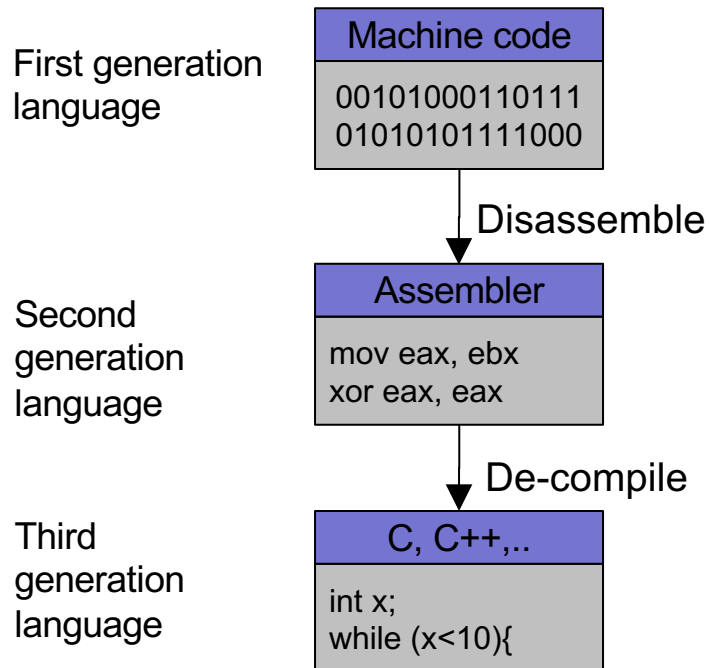 First generation
language
Machine code
00101000110111
01010101111000
Disassemble
Second
generation
language
Assembler
mov eax, ebx
xor eax, eax
De-compile
Third
generation
language
C, C++,..
int x;
while (x<10){